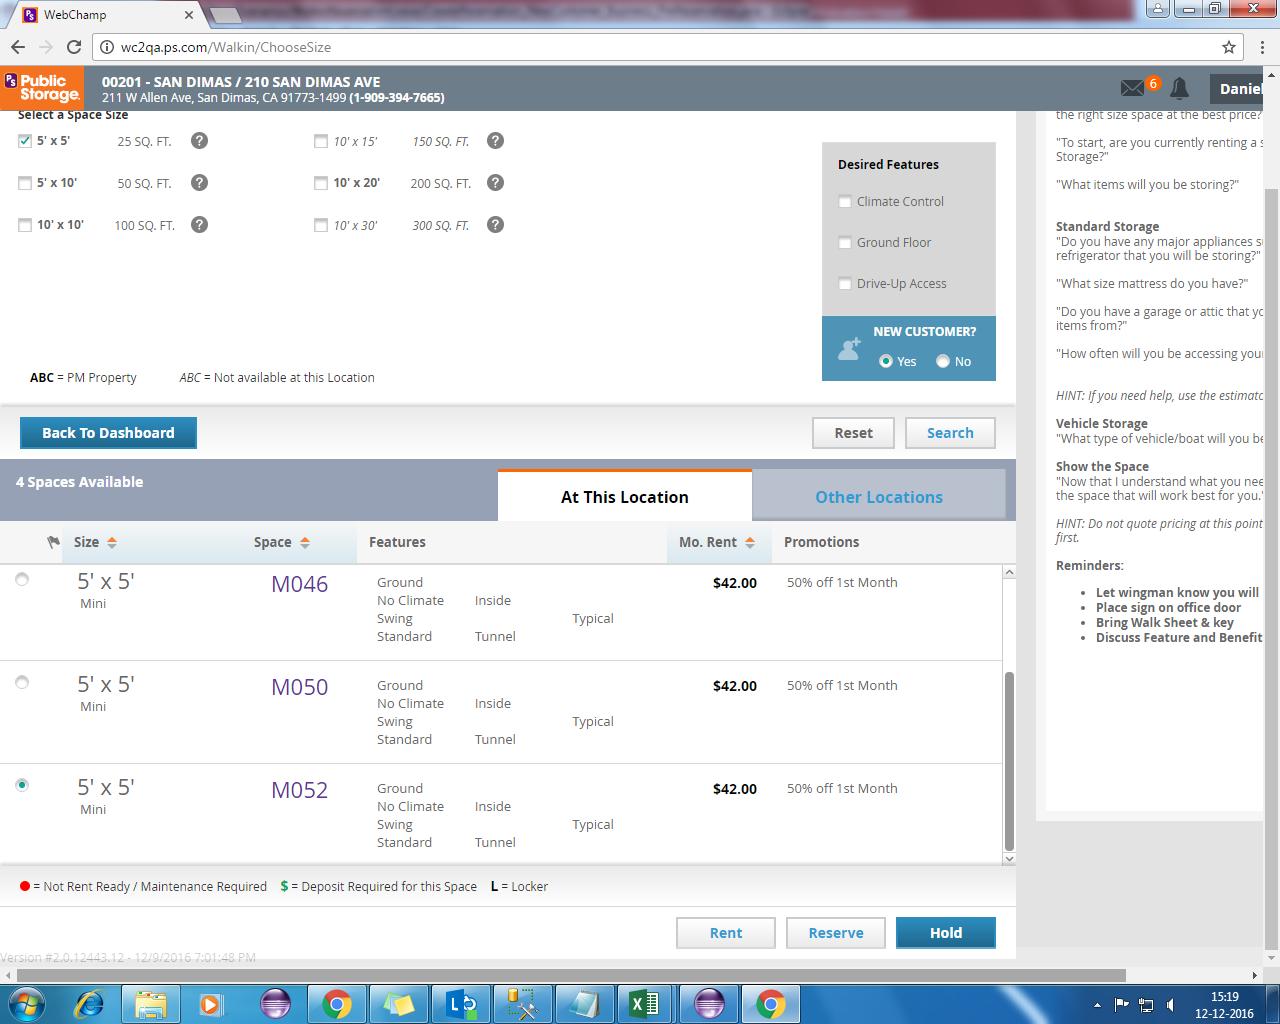 WebChamp
wc2qa.ps.com/Walkin/ChooseSize
PS Public Storage.
00201 - SAN DIMAS / 210 SAN DIMAS AVE
211 W Allen Ave, San Dimas, CA 91773-1499 (1-909-394-7665)
6
Daniel
Select a Space Size
5' x 5' 25 SQ. FT. ?
10' x 15' 150 SQ. FT. ?
5' x 10' 50 SQ. FT. ?
10' x 20' 200 SQ. FT. ?
10' x 10' 100 SQ. FT. ?
10' x 30' 300 SQ. FT. ?
ABC = PM Property
ABC = Not available at this Location
Desired Features
Climate Control
Ground Floor
Drive-Up Access
NEW CUSTOMER?
Yes No
Back To Dashboard
Reset
Search
4 Spaces Available
At This Location
Other Locations
Size Space Features Mo. Rent Promotions
5' x 5' M046 Ground $42.00 50% off 1st Month
Mini No Climate Inside
Swing Typical
Standard Tunnel
5' x 5' M050 Ground $42.00 50% off 1st Month
Mini No Climate Inside
Swing Typical
Standard Tunnel
5' x 5' M052 Ground $42.00 50% off 1st Month
Mini No Climate Inside
Swing Typical
Standard Tunnel
= Not Rent Ready / Maintenance Required $ = Deposit Required for this Space L = Locker
Rent
Reserve
Hold
Version #2.0.12443.12 - 12/9/2016 7:01:48 PM
the right size space at the best price?
"To start, are you currently renting a s
Storage?"
"What items will you be storing?"
Standard Storage
"Do you have any major appliances su
refrigerator that you will be storing?"
"What size mattress do you have?"
"Do you have a garage or attic that yo
items from?"
"How often will you be accessing your
HINT: If you need help, use the estimato
Vehicle Storage
"What type of vehicle/boat will you be
Show the Space
"Now that I understand what you nee
the space that will work best for you."
HINT: Do not quote pricing at this point
first.
Reminders:
• Let wingman know you will
• Place sign on office door
• Bring Walk Sheet & key
• Discuss Feature and Benefit
15:19
12-12-2016